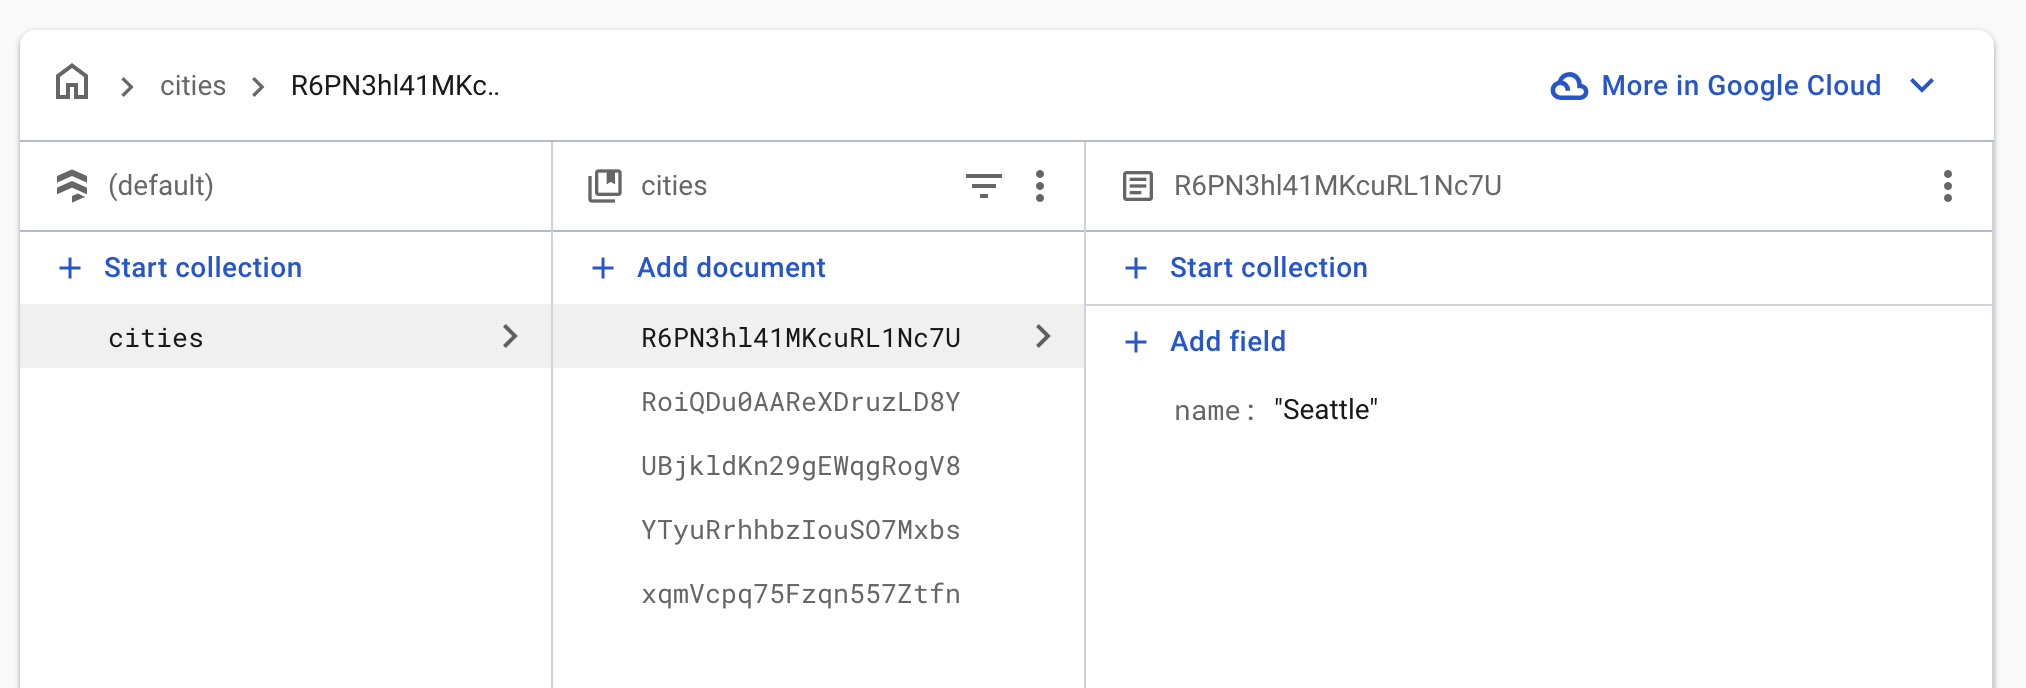 cities
R6PN3hl41MKc..
More in Google Cloud
(default)
cities
R6PN3hl41MKcuRL1Nc7U
Start collection
Add document
Start collection
cities
R6PN3hl41MKcuRL1Nc7U
Add field
RoiQDu0AAReXDruzLD8Y
name: "Seattle"
UBjkldKn29gEWqgRogV8
YTyuRrhhbzIouSO7Mxbs
xqmVcpq75Fzqn557Ztfn